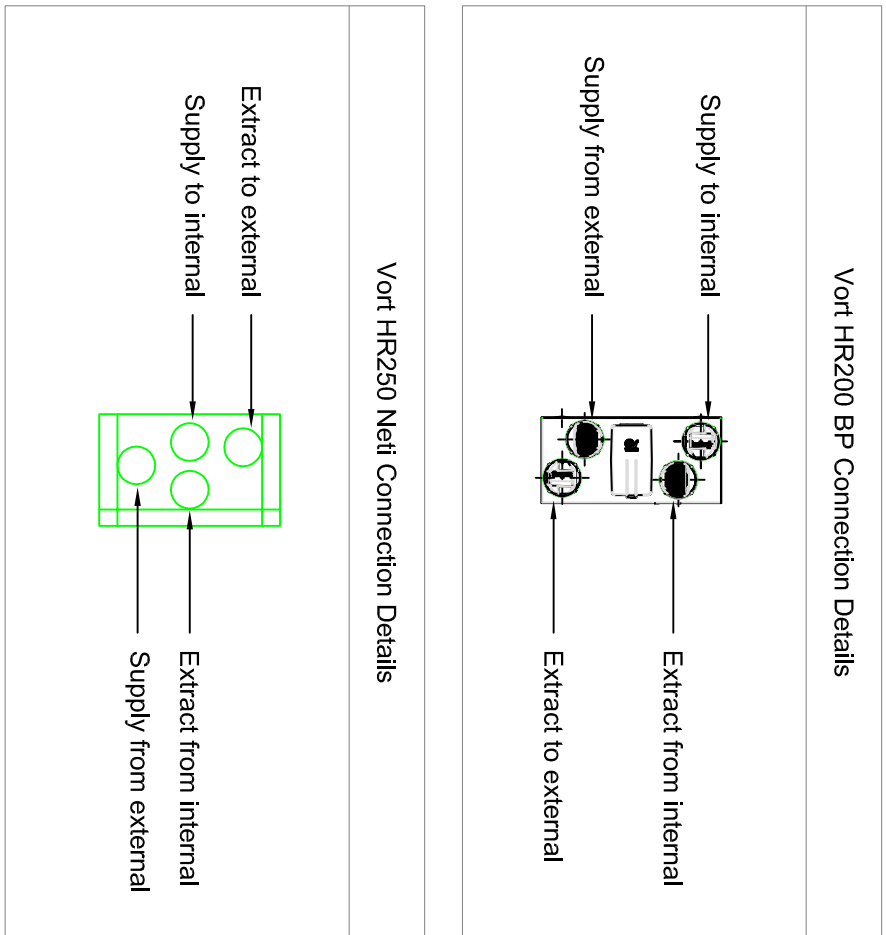 Vort HR200 BP Connection Details
Supply to internal
Extract from internal
Supply from external
Extract to external
Vort HR250 Neti Connection Details
Extract to external
Supply to internal
Extract from internal
Supply from external